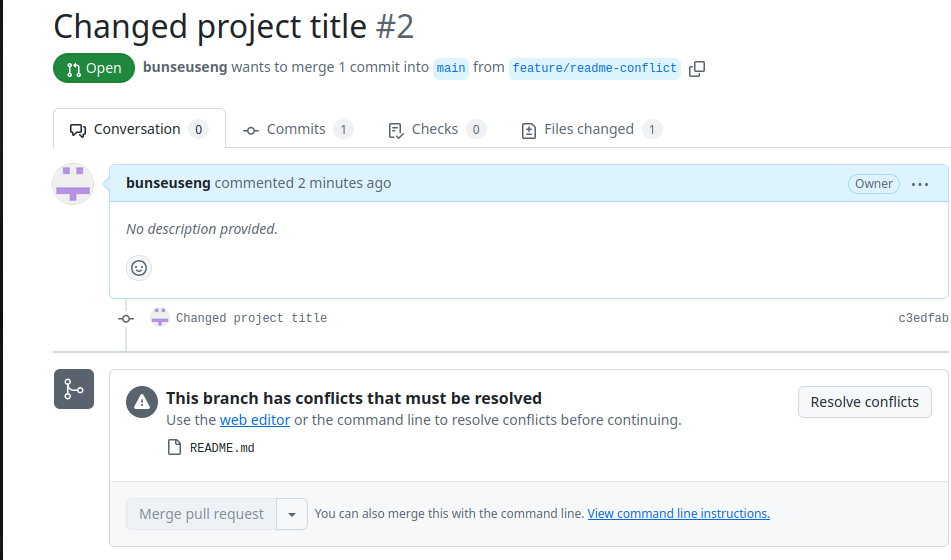 Changed project title #2
Open bunseuseng wants to merge 1 commit into main from feature/readme-conflict
Conversation 0 Commits 1 Checks 0 Files changed 1
bunseuseng commented 2 minutes ago Owner ...
No description provided.
Changed project title c3edfab
This branch has conflicts that must be resolved
Resolve conflicts
Use the web editor or the command line to resolve conflicts before continuing.
README.md
Merge pull request You can also merge this with the command line. View command line instructions.